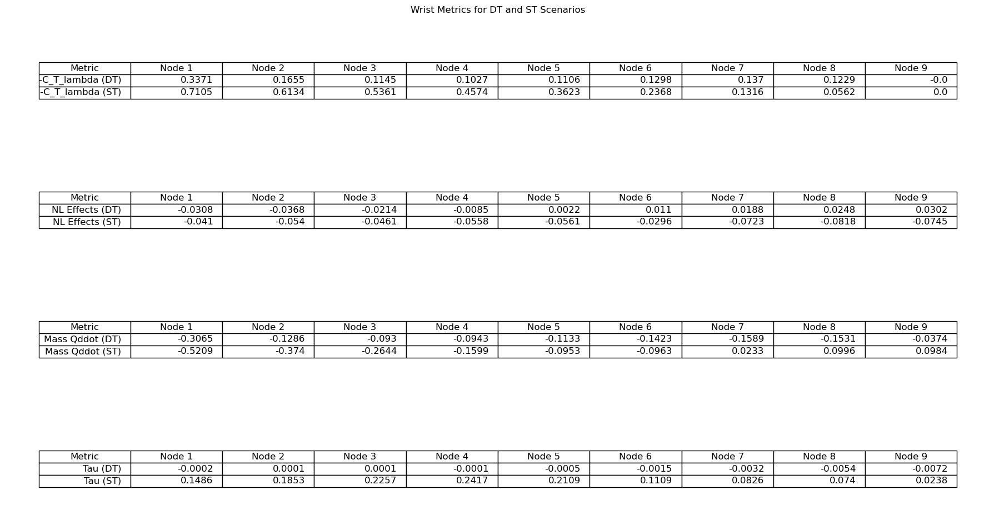 Wrist Metrics for DT and ST Scenarios
Metric Node 1 Node 2 Node 3 Node 4 Node 5 Node 6 Node 7 Node 8 Node 9
-C_T_lambda (DT) 0.3371 0.1655 0.1145 0.1027 0.1106 0.1298 0.137 0.1229 -0.0
-C_T_lambda (ST) 0.7105 0.6134 0.5361 0.4574 0.3623 0.2368 0.1316 0.0562 0.0
Metric Node 1 Node 2 Node 3 Node 4 Node 5 Node 6 Node 7 Node 8 Node 9
NL Effects (DT) -0.0308 -0.0368 -0.0214 -0.0085 0.0022 0.011 0.0188 0.0248 0.0302
NL Effects (ST) -0.041 -0.054 -0.0461 -0.0558 -0.0561 -0.0296 -0.0723 -0.0818 -0.0745
Metric Node 1 Node 2 Node 3 Node 4 Node 5 Node 6 Node 7 Node 8 Node 9
Mass Qddot (DT) -0.3065 -0.1286 -0.093 -0.0943 -0.1133 -0.1423 -0.1589 -0.1531 -0.0374
Mass Qddot (ST) -0.5209 -0.374 -0.2644 -0.1599 -0.0953 -0.0963 0.0233 0.0996 0.0984
Metric Node 1 Node 2 Node 3 Node 4 Node 5 Node 6 Node 7 Node 8 Node 9
Tau (DT) -0.0002 0.0001 0.0001 -0.0001 -0.0005 -0.0015 -0.0032 -0.0054 -0.0072
Tau (ST) 0.1486 0.1853 0.2257 0.2417 0.2109 0.1109 0.0826 0.074 0.0238